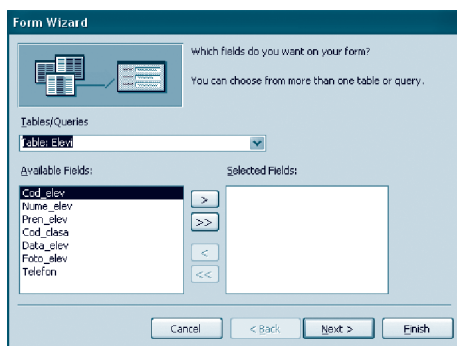 Form Wizard
Which fields do you want on your form?
You can choose from more than one table or query.
Tables/Queries
Table: Elevi
Available Fields:
Selected Fields:
Cod_elev
Nume_elev
Pren_elev
Cod_clasa
Data_elev
Foto_elev
Telefon
>
>>
<
<<
Cancel
< Back
Next >
Finish